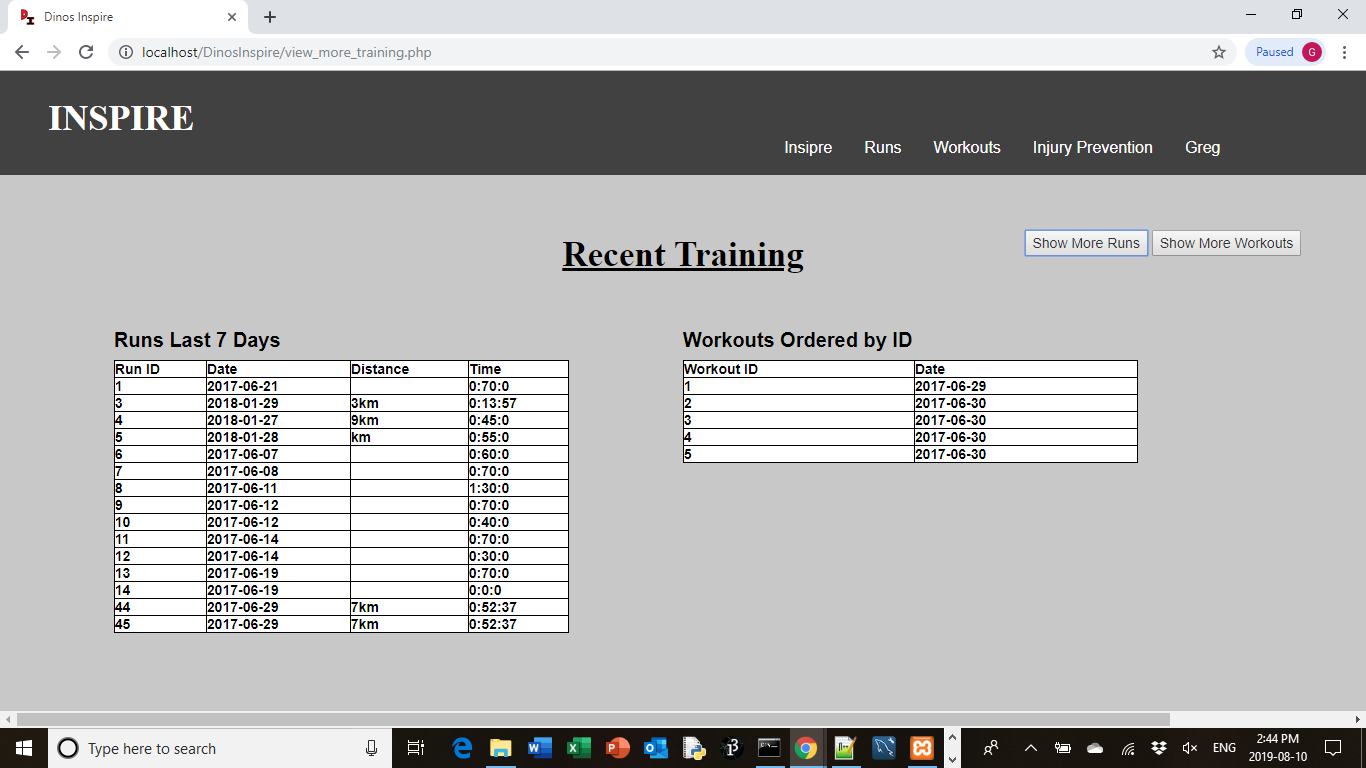 Dinos Inspire
localhost/DinosInspire/view_more_training.php
Paused G
INSPIRE
Insipre Runs Workouts Injury Prevention Greg
Recent Training
Show More Runs Show More Workouts
Runs Last 7 Days
Run ID Date Distance Time
1 2017-06-21 0:70:0
3 2018-01-29 3km 0:13:57
4 2018-01-27 9km 0:45:0
5 2018-01-28 km 0:55:0
6 2017-06-07 0:60:0
7 2017-06-08 0:70:0
8 2017-06-11 1:30:0
9 2017-06-12 0:70:0
10 2017-06-12 0:40:0
11 2017-06-14 0:70:0
12 2017-06-14 0:30:0
13 2017-06-19 0:70:0
14 2017-06-19 0:0:0
44 2017-06-29 7km 0:52:37
45 2017-06-29 7km 0:52:37
Workouts Ordered by ID
Workout ID Date
1 2017-06-29
2 2017-06-30
3 2017-06-30
4 2017-06-30
5 2017-06-30
Type here to search
ENG
2:44 PM
2019-08-10